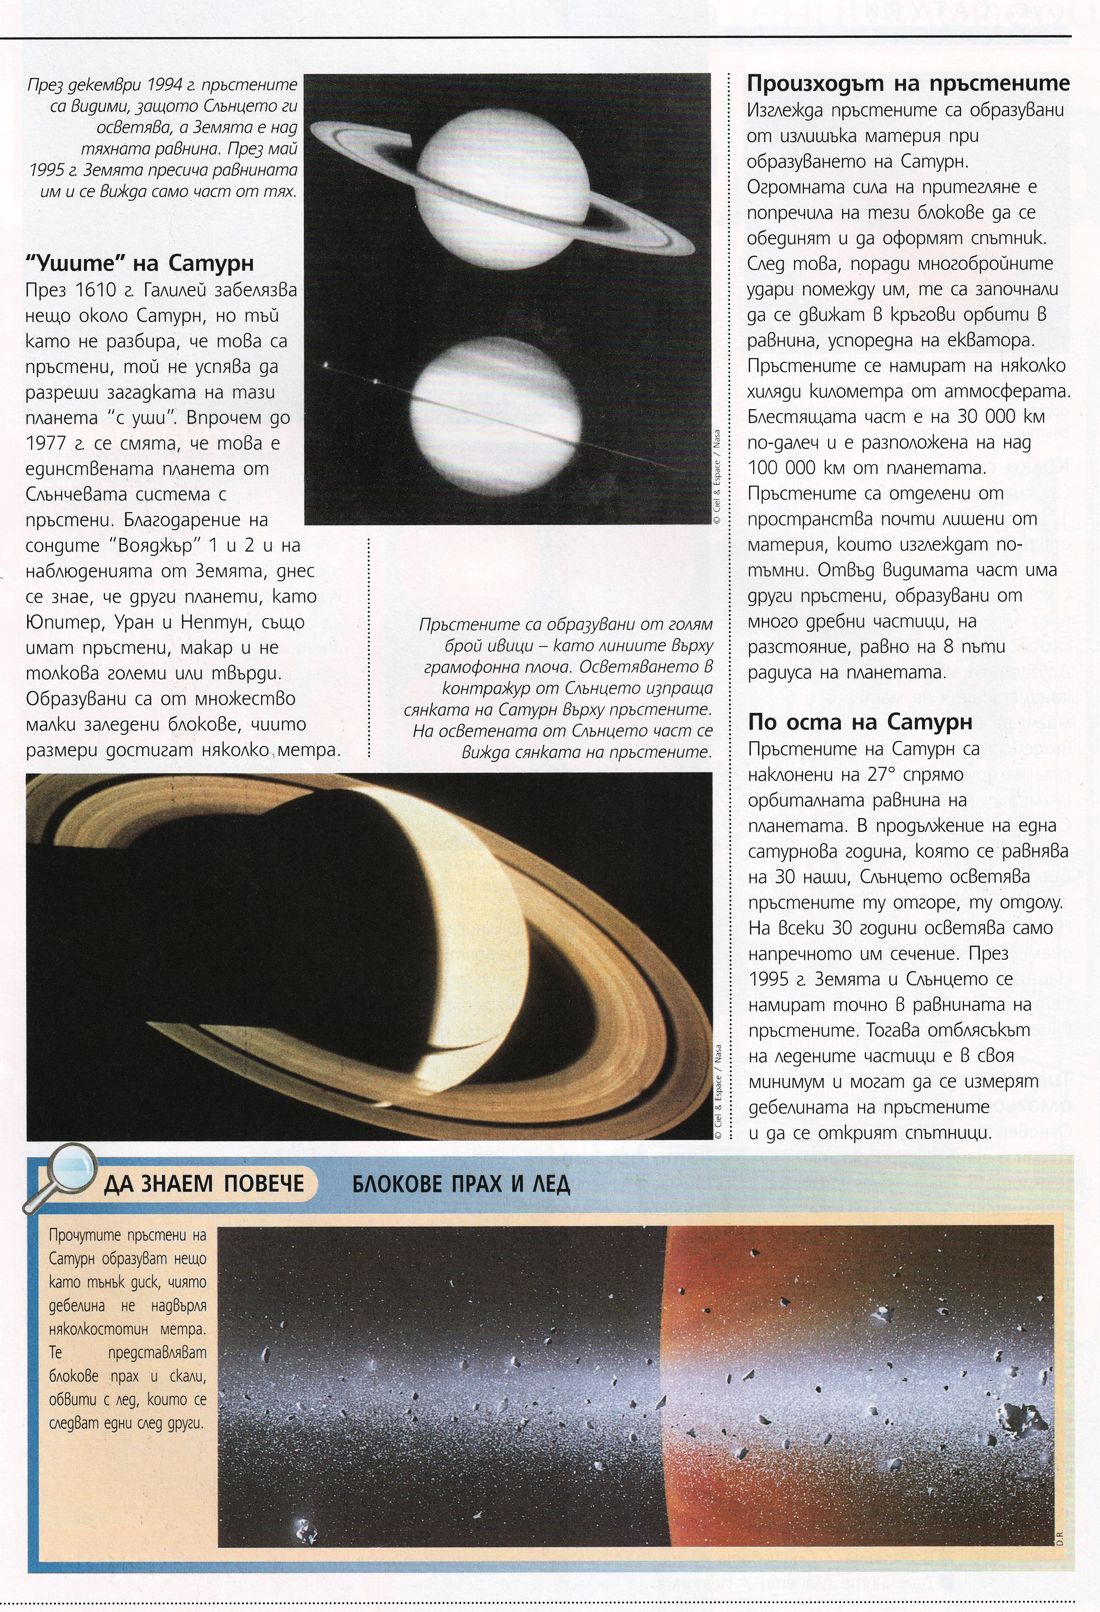 През декември 1994 г. пръстените
са видими, защото Слънцето ги
осветява, а Земята е над
тяхната равнина. През май
1995 г. Земята пресича равнината
им и се вижда само част от тях.
“Ушите” на Сатурн
През 1610 г. Галилей забелязва
нещо около Сатурн, но тъй
като не разбира, че това са
пръстени, той не успява да
разреши загадката на тази
планета “с уши”. Впрочем до
1977 г. се смята, че това е
единствената планета от
Слънчевата система с
пръстени. Благодарение на
сондите “Вояджър” 1 и 2 и на
наблюденията от Земята, днес
се знае, че други планети, като
Юпитер, Уран и Нептун, също
имат пръстени, макар и не
толкова големи или твърди.
Образувани са от множество
малки заледени блокове, чиито
размери достигат няколко метра.
© Ciel & Espace / Nasa
Пръстените са образувани от голям
брой ивици – като линиите върху
грамофонна плоча. Осветяването в
контражур от Слънцето изпраща
сянката на Сатурн върху пръстените.
На осветената от Слънцето част се
вижда сянката на пръстените.
© Ciel & Espace / Nasa
Произходът на пръстените
Изглежда пръстените са образувани
от излишъка материя при
образуването на Сатурн.
Огромната сила на притегляне е
попречила на тези блокове да се
обединят и да оформят спътник.
След това, поради многобройните
удари помежду им, те са започнали
да се движат в кръгови орбити в
равнина, успоредна на екватора.
Пръстените се намират на няколко
хиляди километра от атмосферата.
Блестящата част е на 30 000 км
по-далеч и е разположена на над
100 000 км от планетата.
Пръстените са отделени от
пространства почти лишени от
материя, които изглеждат по-
тъмни. Отвъд видимата част има
други пръстени, образувани от
много дребни частици, на
разстояние, равно на 8 пъти
радиуса на планетата.
По оста на Сатурн
Пръстените на Сатурн са
наклонени на 27° спрямо
орбиталната равнина на
планетата. В продължение на една
сатурнова година, която се равнява
на 30 наши, Слънцето осветява
пръстените ту отгоре, ту отдолу.
На всеки 30 години осветява само
напречното им сечение. През
1995 г. Земята и Слънцето се
намират точно в равнината на
пръстените. Тогава отблясъкът
на ледените частици е в своя
минимум и могат да се измерят
дебелината на пръстените
и да се открият спътници.
ДА ЗНАЕМ ПОВЕЧЕ
БЛОКОВЕ ПРАХ И ЛЕД
Прочутите пръстени на
Сатурн образуват нещо
като тънък диск, чиято
дебелина не надвърля
няколкостотин метра.
Те представляват
блокове прах и скали,
обвити с лед, които се
следват едни след други.
D.R.